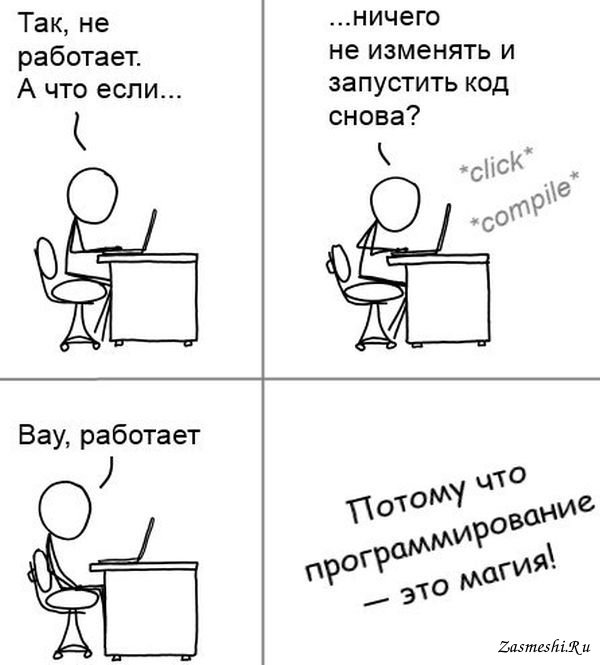 Так, не
работает.
А что если...
...ничего
не изменять и
запустить код
снова?
*click*
*compile*
Вау, работает
Потому что
программирование
— это магия!
Zasmeshi.Ru